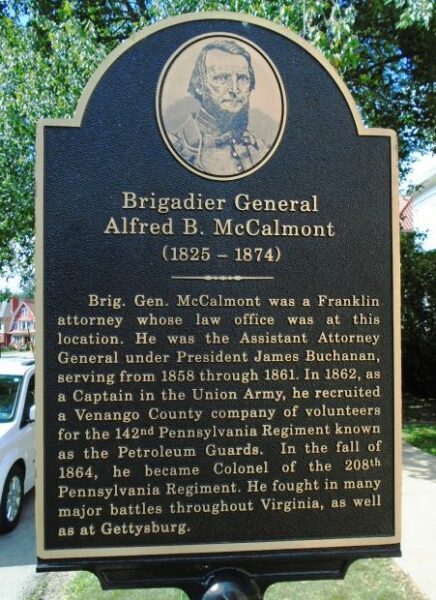 Brigadier General
Alfred B. McCalmont
(1825 – 1874)
Brig. Gen. McCalmont was a Franklin
attorney whose law office was at this
location. He was the Assistant Attorney
General under President James Buchanan,
serving from 1858 through 1861. In 1862, as
a Captain in the Union Army, he recruited
a Venango County company of volunteers
for the 142nd Pennsylvania Regiment known
as the Petroleum Guards. In the fall of
1864, he became Colonel of the 208th
Pennsylvania Regiment. He fought in many
major battles throughout Virginia, as well
as at Gettysburg.